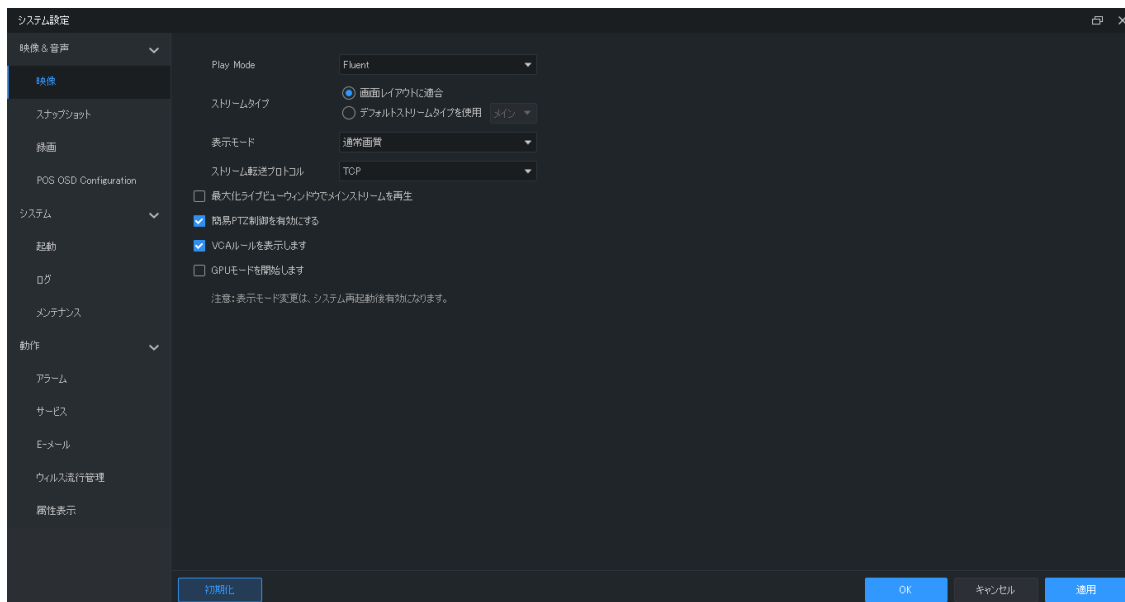 システム設定
映像&音声
映像
スナップショット
録画
POS OSD Configuration
システム
起動
ログ
メンテナンス
動作
アラーム
サービス
E-メール
ウィルス流行管理
属性表示
Play Mode
Fluent
ストリームタイプ
画面レイアウトに適合
デフォルトストリームタイプを使用 メイン
表示モード
通常画質
ストリーム転送プロトコル
TCP
最大化ライブビューウィンドウでメインストリームを再生
簡易PTZ制御を有効にする
VCAルールを表示します
GPUモードを開始します
注意:表示モード変更は、システム再起動後有効になります。
初期化
OK
キャンセル
適用